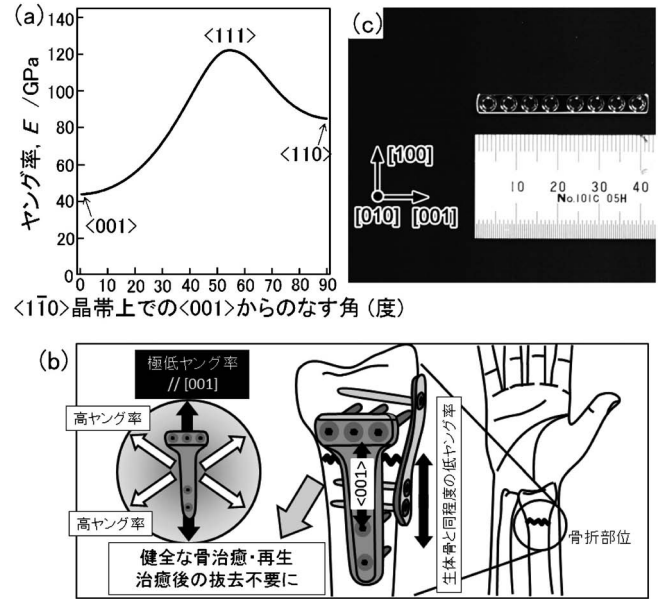 (a)
ヤング率, E /GPa
140
120
100
80
60
40
20
0
<111>
<110>
<001>
0 10 20 30 40 50 60 70 80 90
<11̅0>晶帯上での<001>からのなす角(度)
(c)
[100]
[010] [001]
10 20 30 40
No.101C 05H
(b)
極低ヤング率
// [001]
高ヤング率
高ヤング率
健全な骨治癒・再生
治癒後の抜去不要に
<001>
生体骨と同程度の低ヤング率
骨折部位